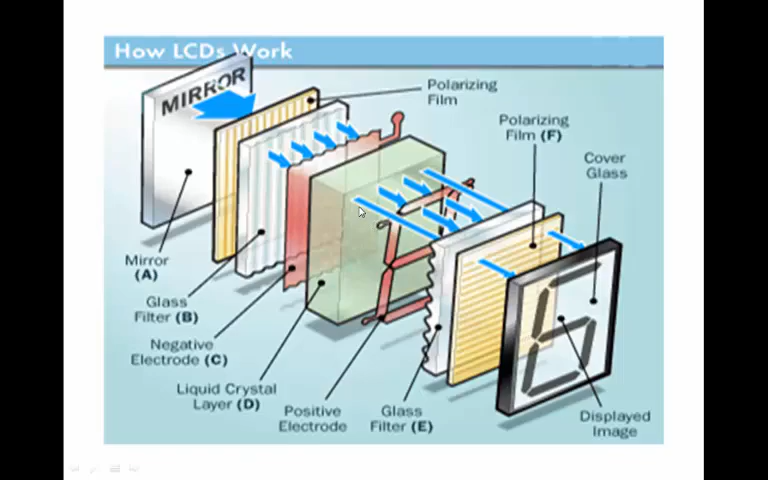 How LCDs Work
MIRROR
Polarizing
Film
Polarizing
Film (F)
Cover
Glass
Mirror
(A)
Glass
Filter (B)
Negative
Electrode (C)
Liquid Crystal
Layer (D)
Positive
Electrode
Glass
Filter (E)
Displayed
Image